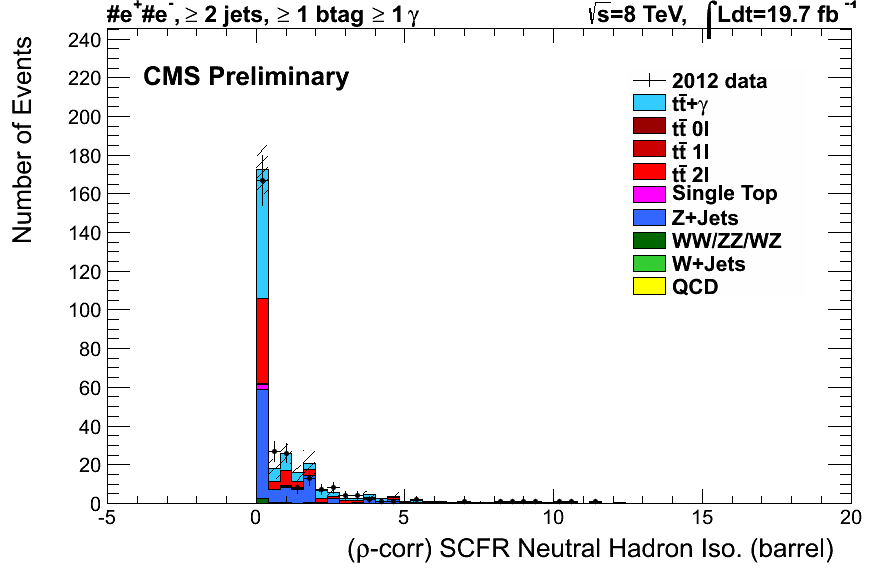 #e⁺#e⁻, ≥ 2 jets, ≥ 1 btag ≥ 1 γ
√s=8 TeV, ∫Ldt=19.7 fb⁻¹
CMS Preliminary
2012 data
tt̄+γ
tt̄ 0l
tt̄ 1l
tt̄ 2l
Single Top
Z+Jets
WW/ZZ/WZ
W+Jets
QCD
Number of Events
240
220
200
180
160
140
120
100
80
60
40
20
0
-5 0 5 10 15 20
(ρ-corr) SCFR Neutral Hadron Iso. (barrel)